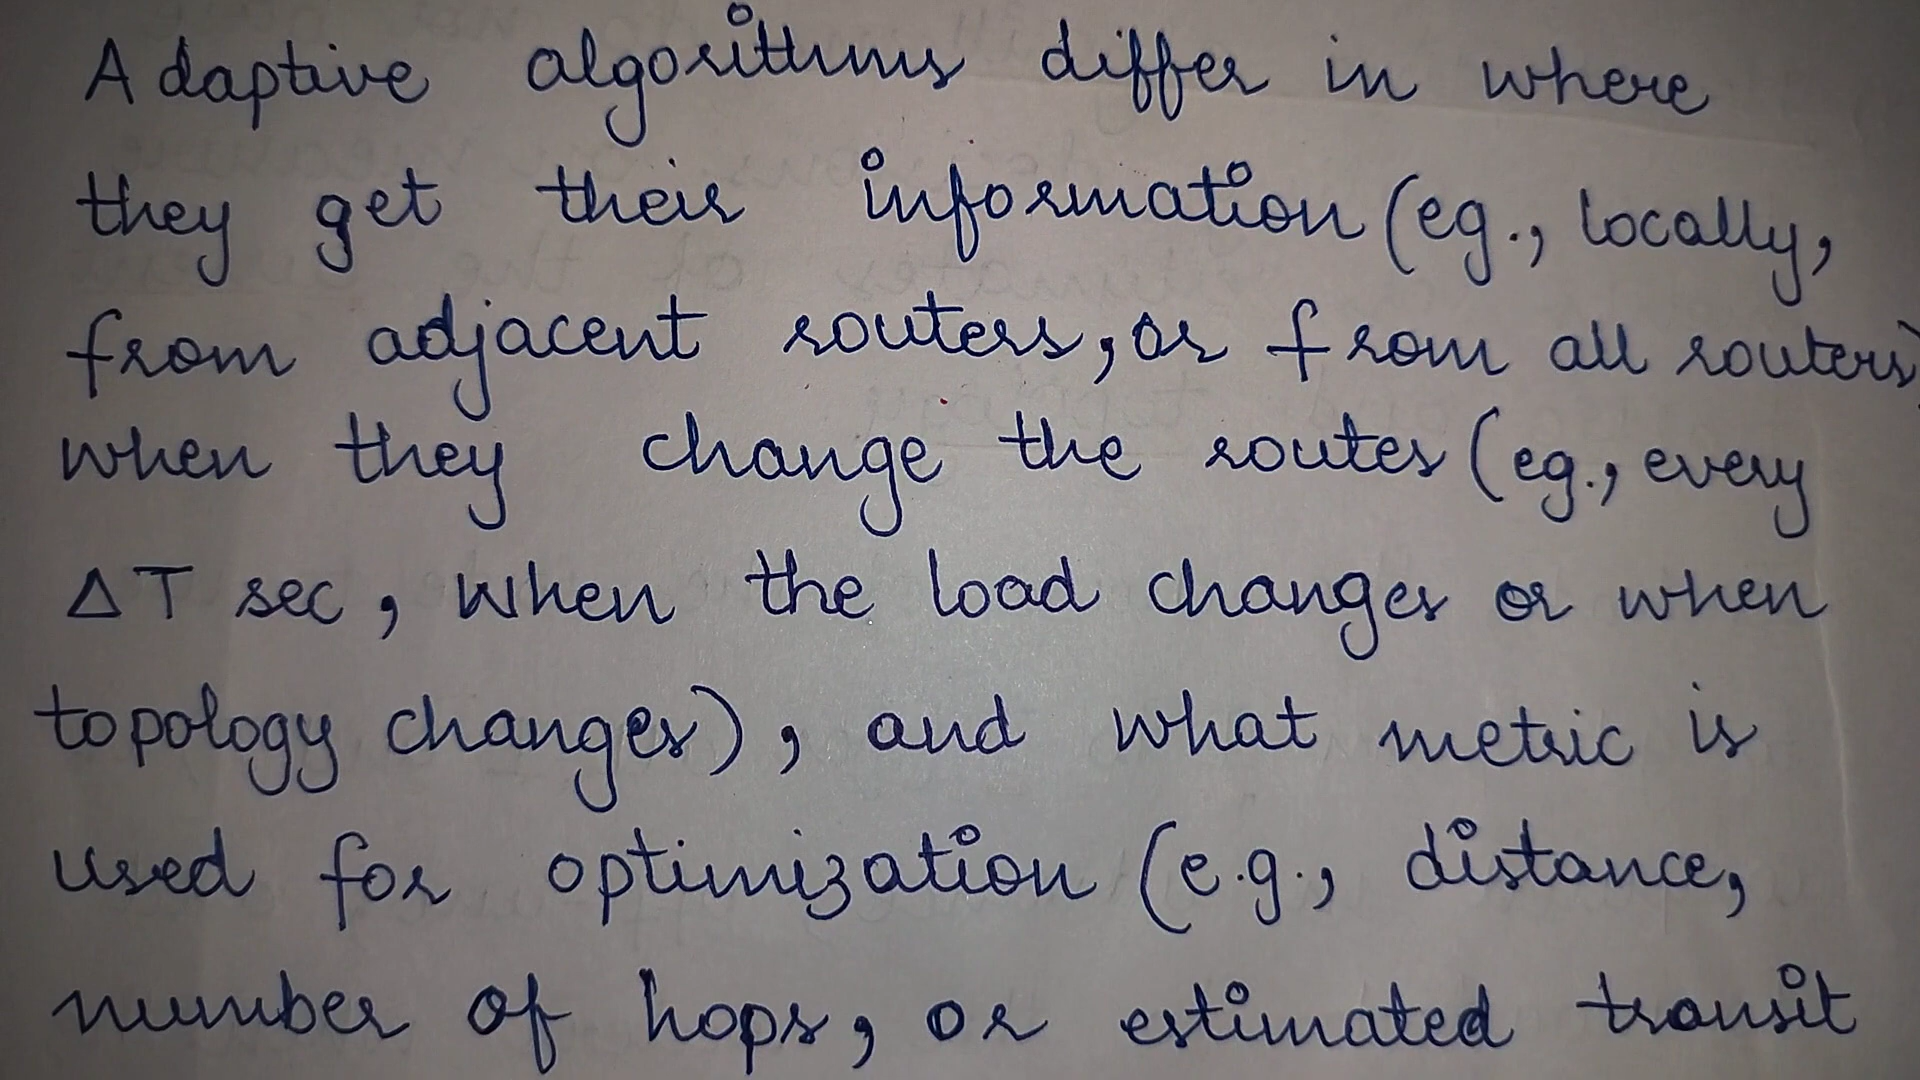 Adaptive algorithms differ in where
they get their information (eg., locally,
from adjacent routers, or from all routers)
when they change the routes (eg., every
ΔT sec, when the load changes or when
topology changes), and what metric is
used for optimization (e.g., distance,
number of hops, or estimated transit